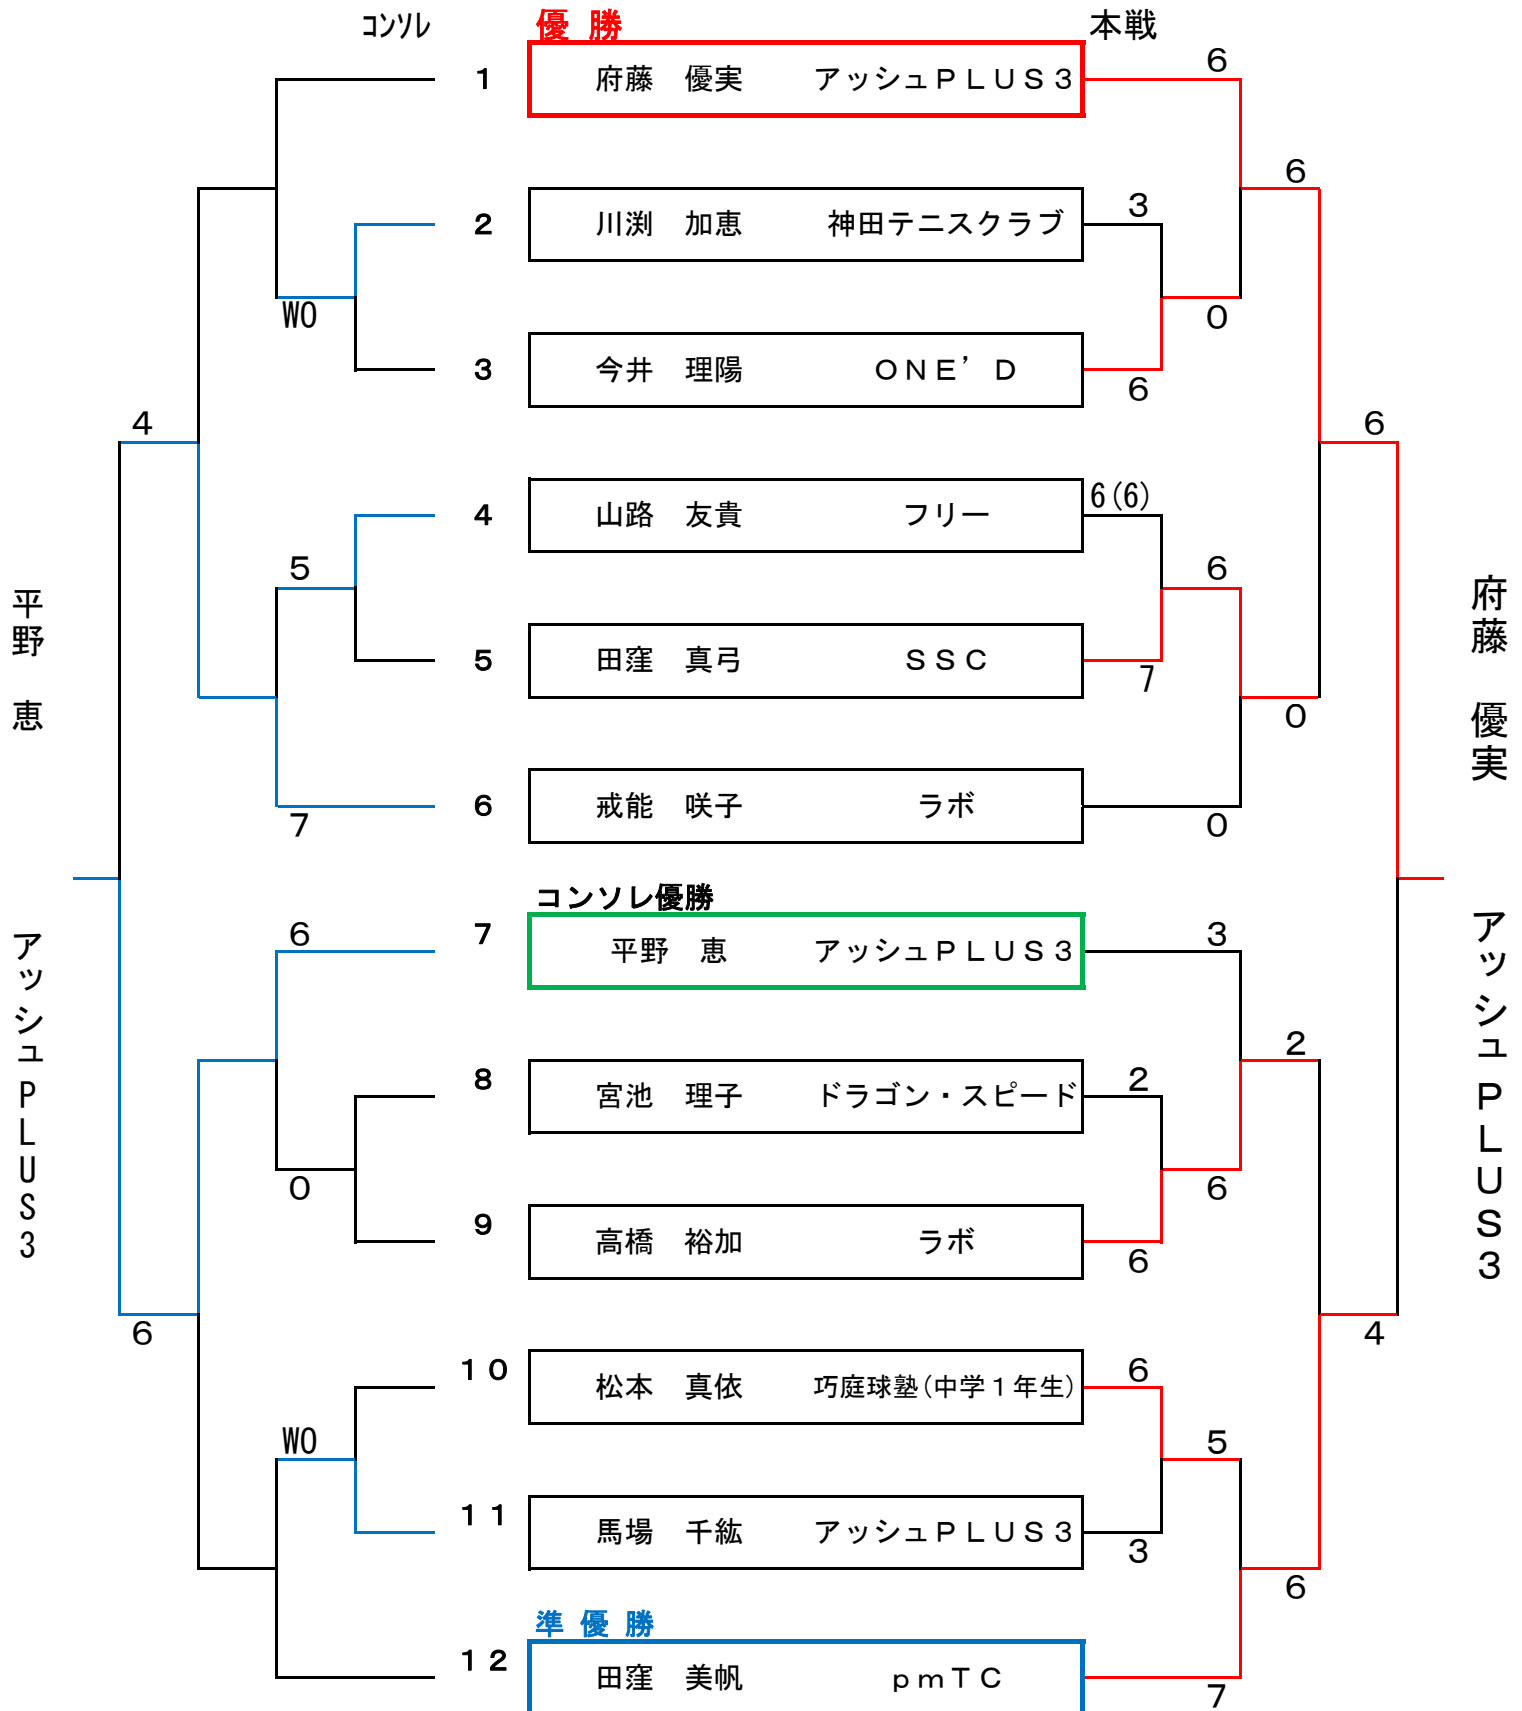 コンソレ 優 勝 本戦
6
1 府藤 優実 アッシュPLUS3
6
2 川渕 加恵 神田テニスクラブ 3
WO 0
3 今井 理陽 ONE’D 6
4 6
4 山路 友貴 フリー 6(6)
5 6
5 田窪 真弓 SSC 7
0
6 戒能 咲子 ラボ
7 0
平野 恵 アッシュPLUS3
府藤 優実 アッシュPLUS3
コンソレ優勝
6 7 平野 恵 アッシュPLUS3 3
2
8 宮池 理子 ドラゴン・スピード 2
0 6
9 高橋 裕加 ラボ 6
6 4
10 松本 真依 巧庭球塾(中学1年生) 6
WO 5
11 馬場 千紘 アッシュPLUS3 3
6
準 優 勝
12 田窪 美帆 pmTC 7